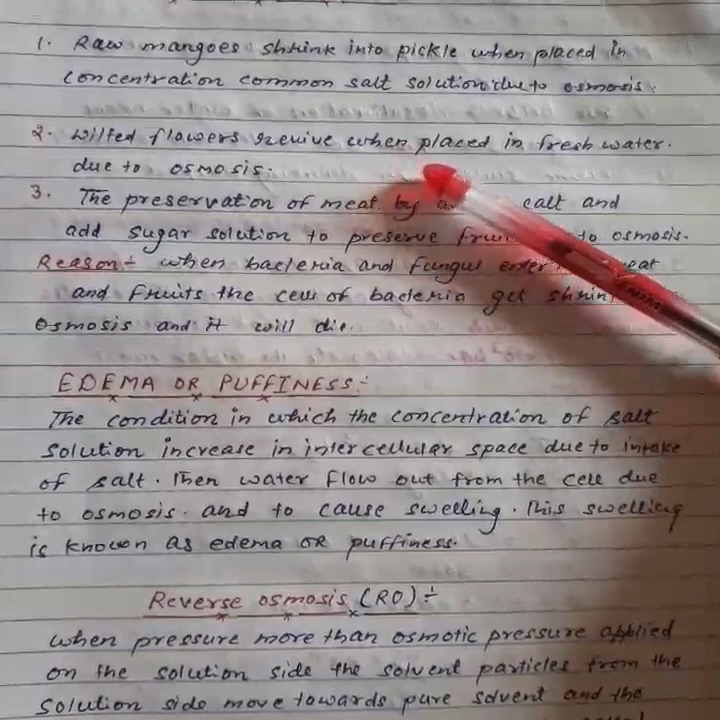 1. Raw mangoes shrink into pickle when placed in
concentration common salt solution due to osmosis.
2. wilted flowers revive when placed in fresh water.
due to osmosis.
3. The preservation of meat by salt and
add sugar solution to preserve to osmosis.
Reason:- when bacteria and fungus enter
and fruits the cell of bacteria get
osmosis and it will die.
EDEMA OR PUFFINESS:-
The condition in which the concentration of salt
solution increase in intercellular space due to intake
of salt. Then water flow out from the cell due
to osmosis. and to cause swelling. This swelling
is known as edema OR puffiness.
Reverse osmosis (RO):-
when pressure more than osmotic pressure applied
on the solution side the solvent particles from the
solution side move towards pure solvent and the